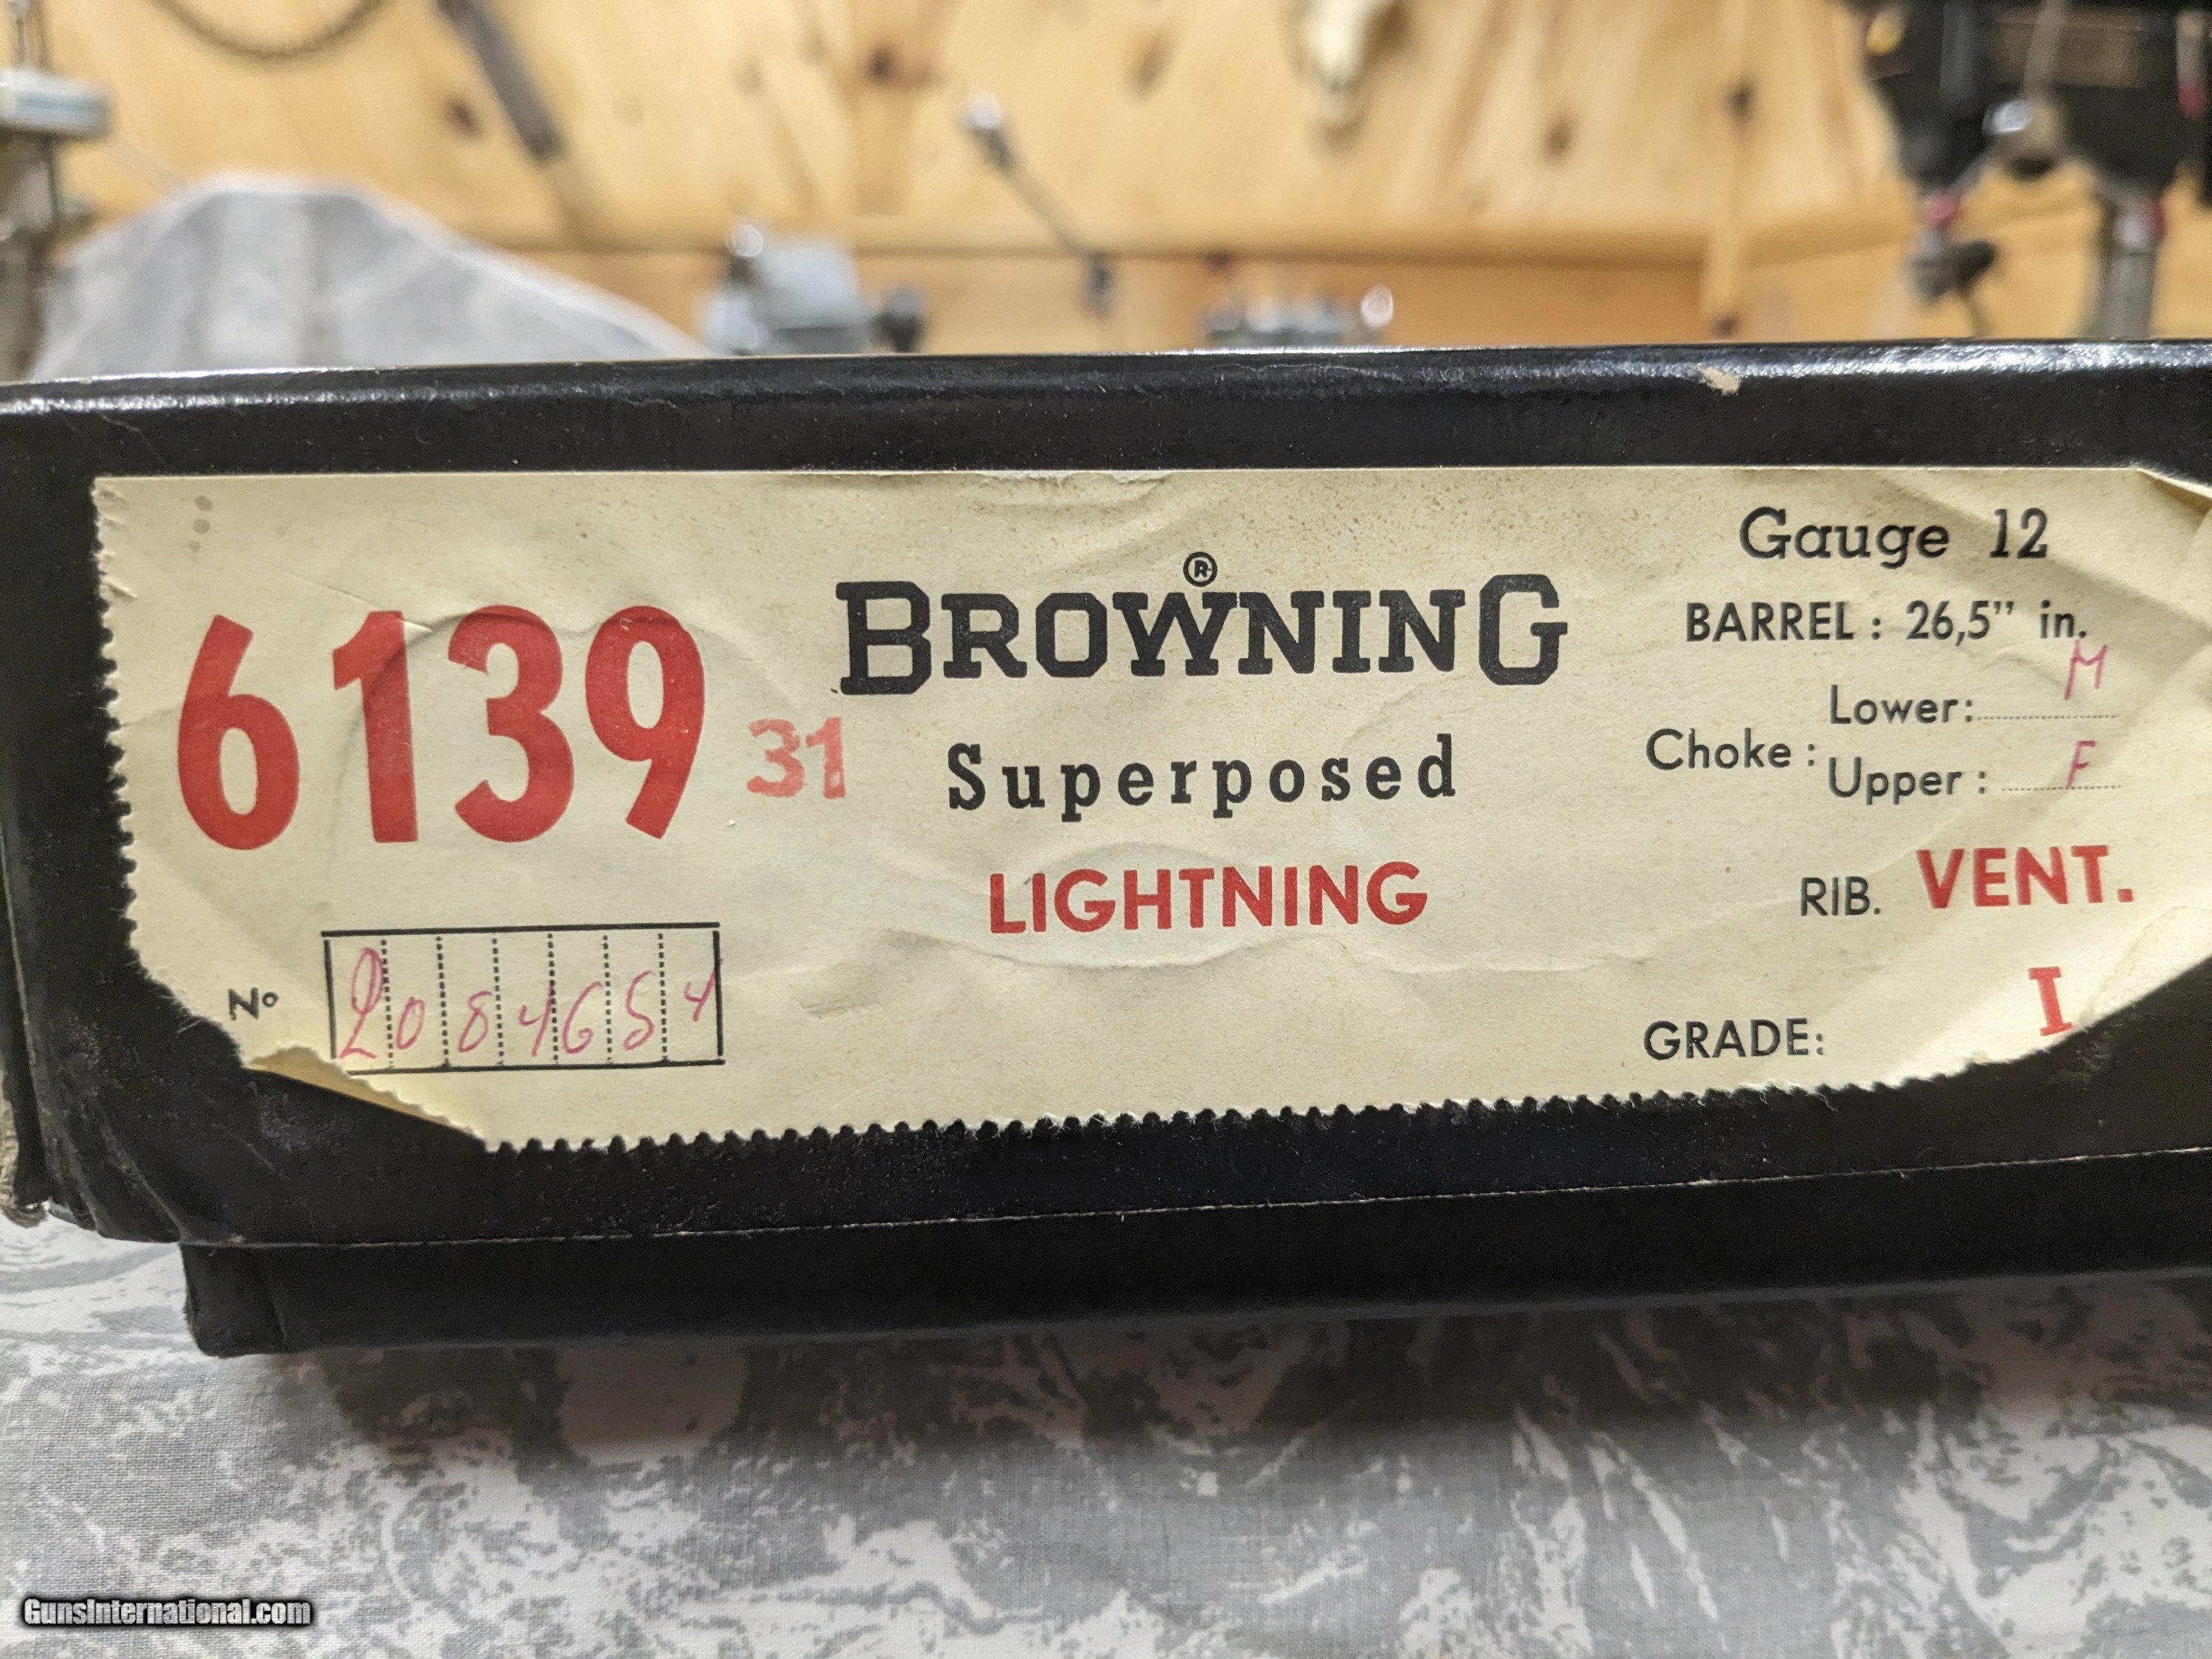 6139 31
BROWNING®
Superposed
LIGHTNING
Gauge 12
BARREL : 26,5" in.
Choke :
Lower: M
Upper : F
RIB. VENT.
GRADE: I
Nº 2084654
GunsInternational.com